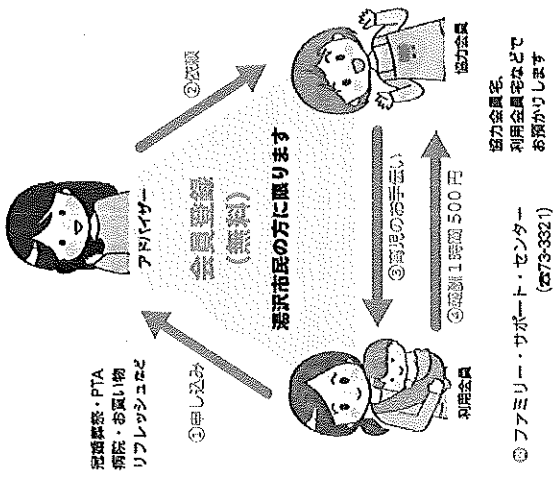 アドバイザー
冠婚葬祭・PTA
病院・お買い物
リフレッシュなど
①申し込み
②依頼
会員登録
(無料)
湯沢市民の方に限ります
③育児のお手伝い
④報酬1時間500円
利用会員
協力会員
協力会員宅、
利用会員宅などで
お預かりします
◎ファミリー・サポート・センター
(☎73-3321)